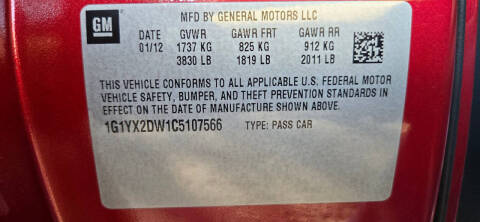 GM
MFD BY GENERAL MOTORS LLC
DATE GVWR GAWR FRT GAWR RR
01/12 1737 KG 825 KG 912 KG
3830 LB 1819 LB 2011 LB
THIS VEHICLE CONFORMS TO ALL APPLICABLE U.S. FEDERAL MOTOR
VEHICLE SAFETY, BUMPER, AND THEFT PREVENTION STANDARDS IN
EFFECT ON THE DATE OF MANUFACTURE SHOWN ABOVE.
1G1YX2DW1C5107566 TYPE: PASS CAR